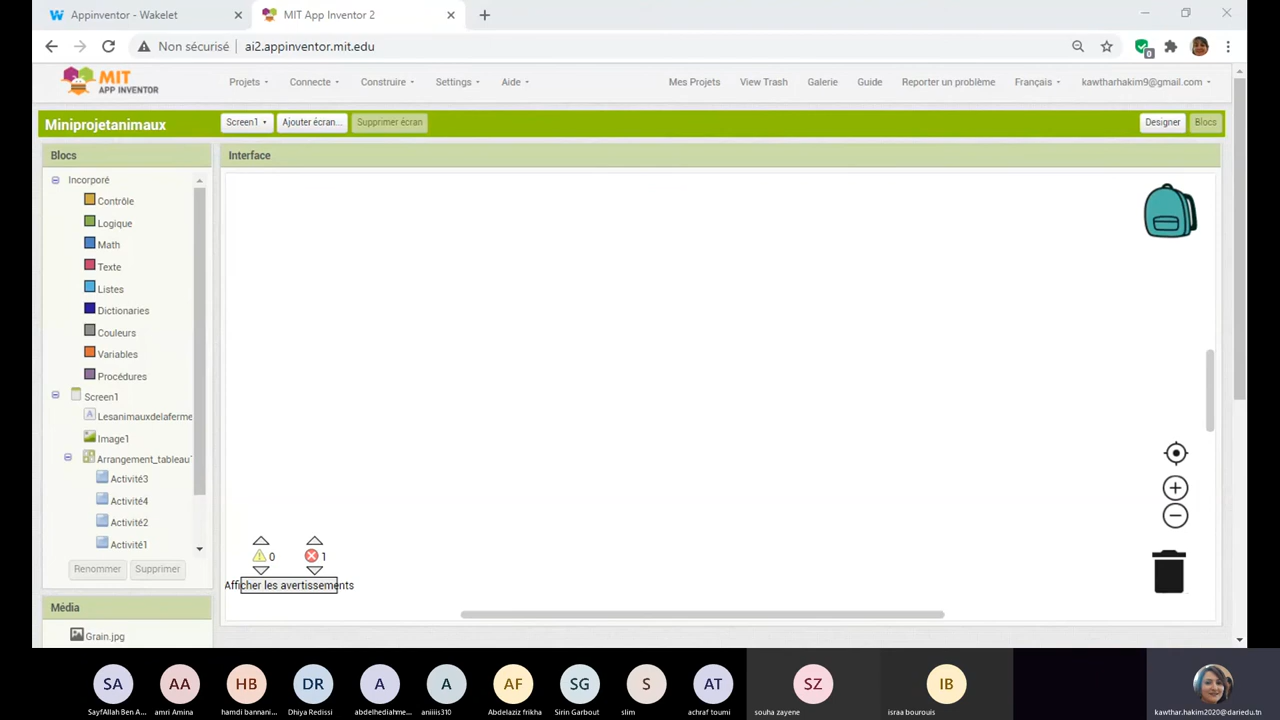 Appinventor - Wakelet
MIT App Inventor 2
Non sécurisé
ai2.appinventor.mit.edu
0
MIT
APP INVENTOR
Projets
Connecte
Construire
Settings
Aide
Mes Projets
View Trash
Galerie
Guide
Reporter un problème
Français
kawtharhakim9@gmail.com
Miniprojetanimaux
Screen1
Ajouter écran...
Supprimer écran
Designer
Blocs
Blocs
Interface
Incorporé
Contrôle
Logique
Math
Texte
Listes
Dictionaries
Couleurs
Variables
Procédures
Screen1
A
Lesanimauxdelaferme
Image1
Arrangement_tableau
Activité3
Activité4
Activité2
Activité1
Renommer
Supprimer
0
1
Afficher les avertissements
Média
Grain.jpg
SA
AA
HB
DR
A
A
AF
SG
S
AT
SZ
IB
SayfAllah Ben A...
amri Amina
hamdi bannani...
Dhiya Redissi
abdelhediahme...
aniiiis310
Abdelaziz frikha
Sirin Garbout
slim
achraf toumi
souha zayene
israa bourouis
kawthar.hakim2020@dariedu.tn